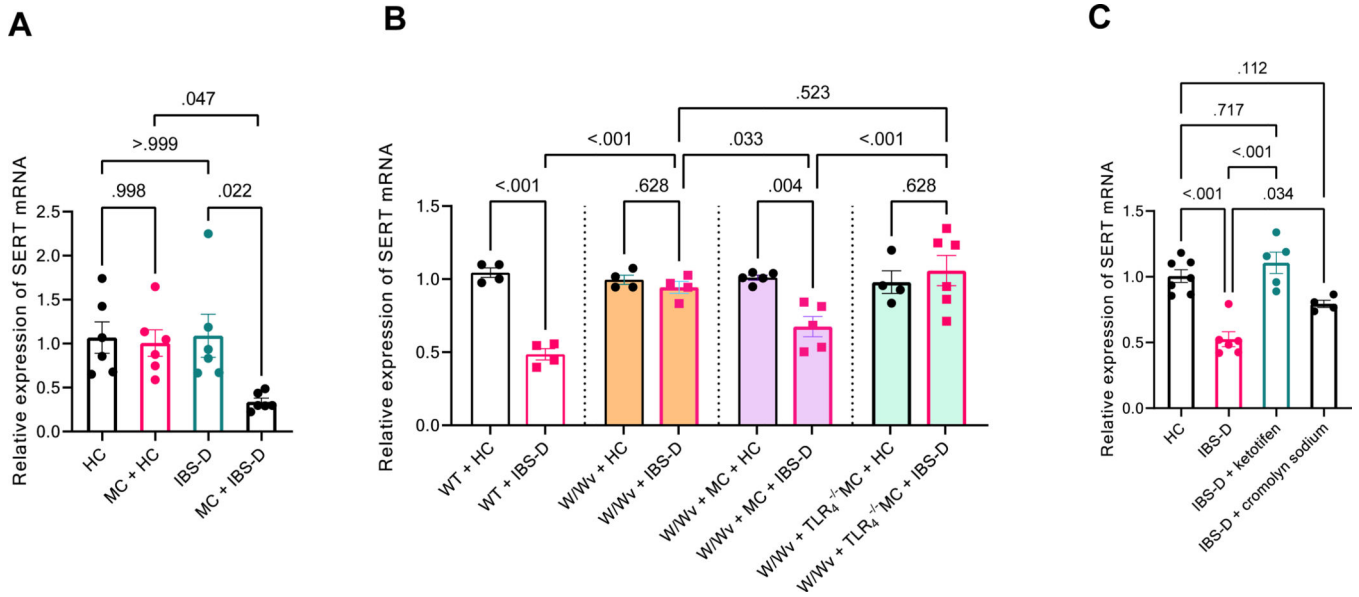 A
.047
>.999
.998
.022
Relative expression of SERT mRNA
2.5
2.0
1.5
1.0
0.5
0.0
HC
MC + HC
IBS-D
MC + IBS-D
B
.523
<.001
.033
<.001
<.001
.628
.004
.628
Relative expression of SERT mRNA
1.5
1.0
0.5
0.0
WT + HC
WT + IBS-D
W/Wv + HC
W/Wv + IBS-D
W/Wv + MC + HC
W/Wv + MC + IBS-D
W/Wv + TLR₄⁻/⁻MC + HC
W/Wv + TLR₄⁻/⁻MC + IBS-D
C
.112
.717
<.001
<.001
.034
Relative expression of SERT mRNA
1.5
1.0
0.5
0.0
HC
IBS-D
IBS-D + ketotifen
IBS-D + cromolyn sodium